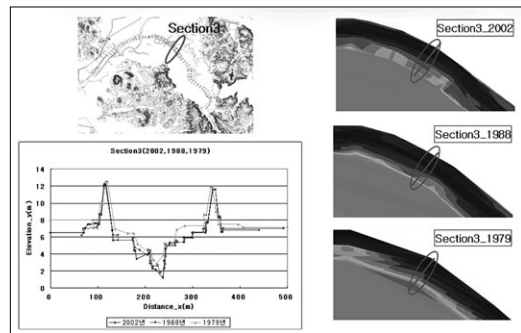 Section3
Section3_2002
Section3_1988
Section3_1979
Section3(2002,1988,1979)
Elevation_y(m)
14
12
10
8
6
4
2
0
0 100 200 300 400 500
Distance_x(m)
2002년 1988년 1979년